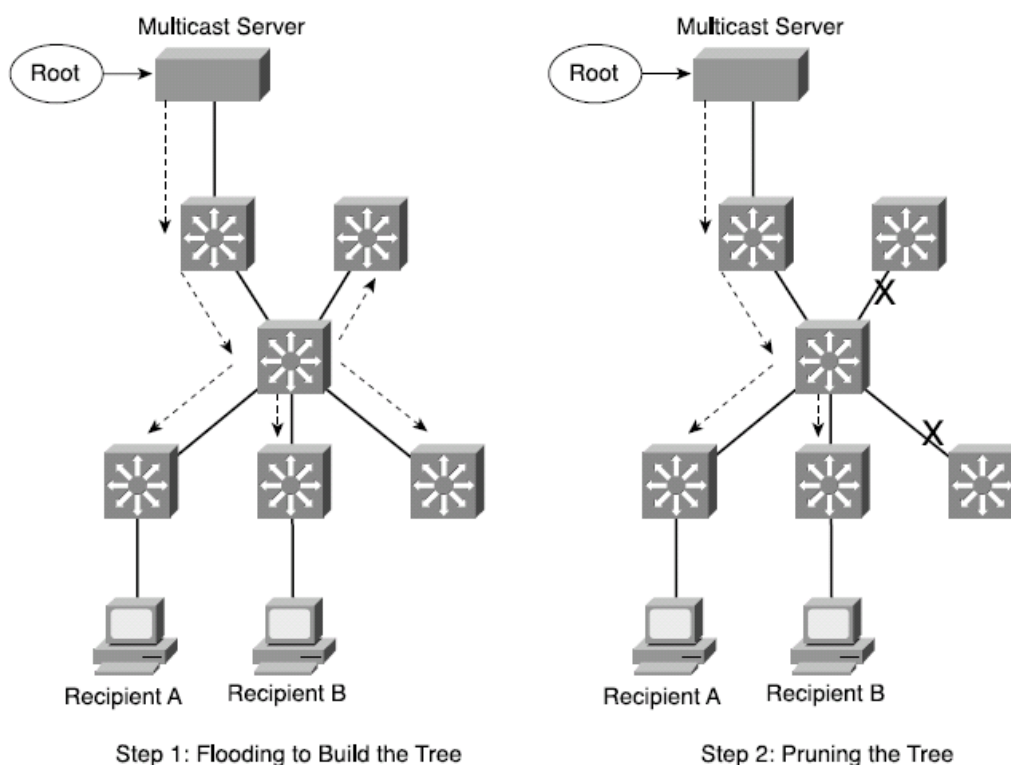 Multicast Server
Root
Recipient A
Recipient B
Step 1: Flooding to Build the Tree
Multicast Server
Root
X
X
Recipient A
Recipient B
Step 2: Pruning the Tree